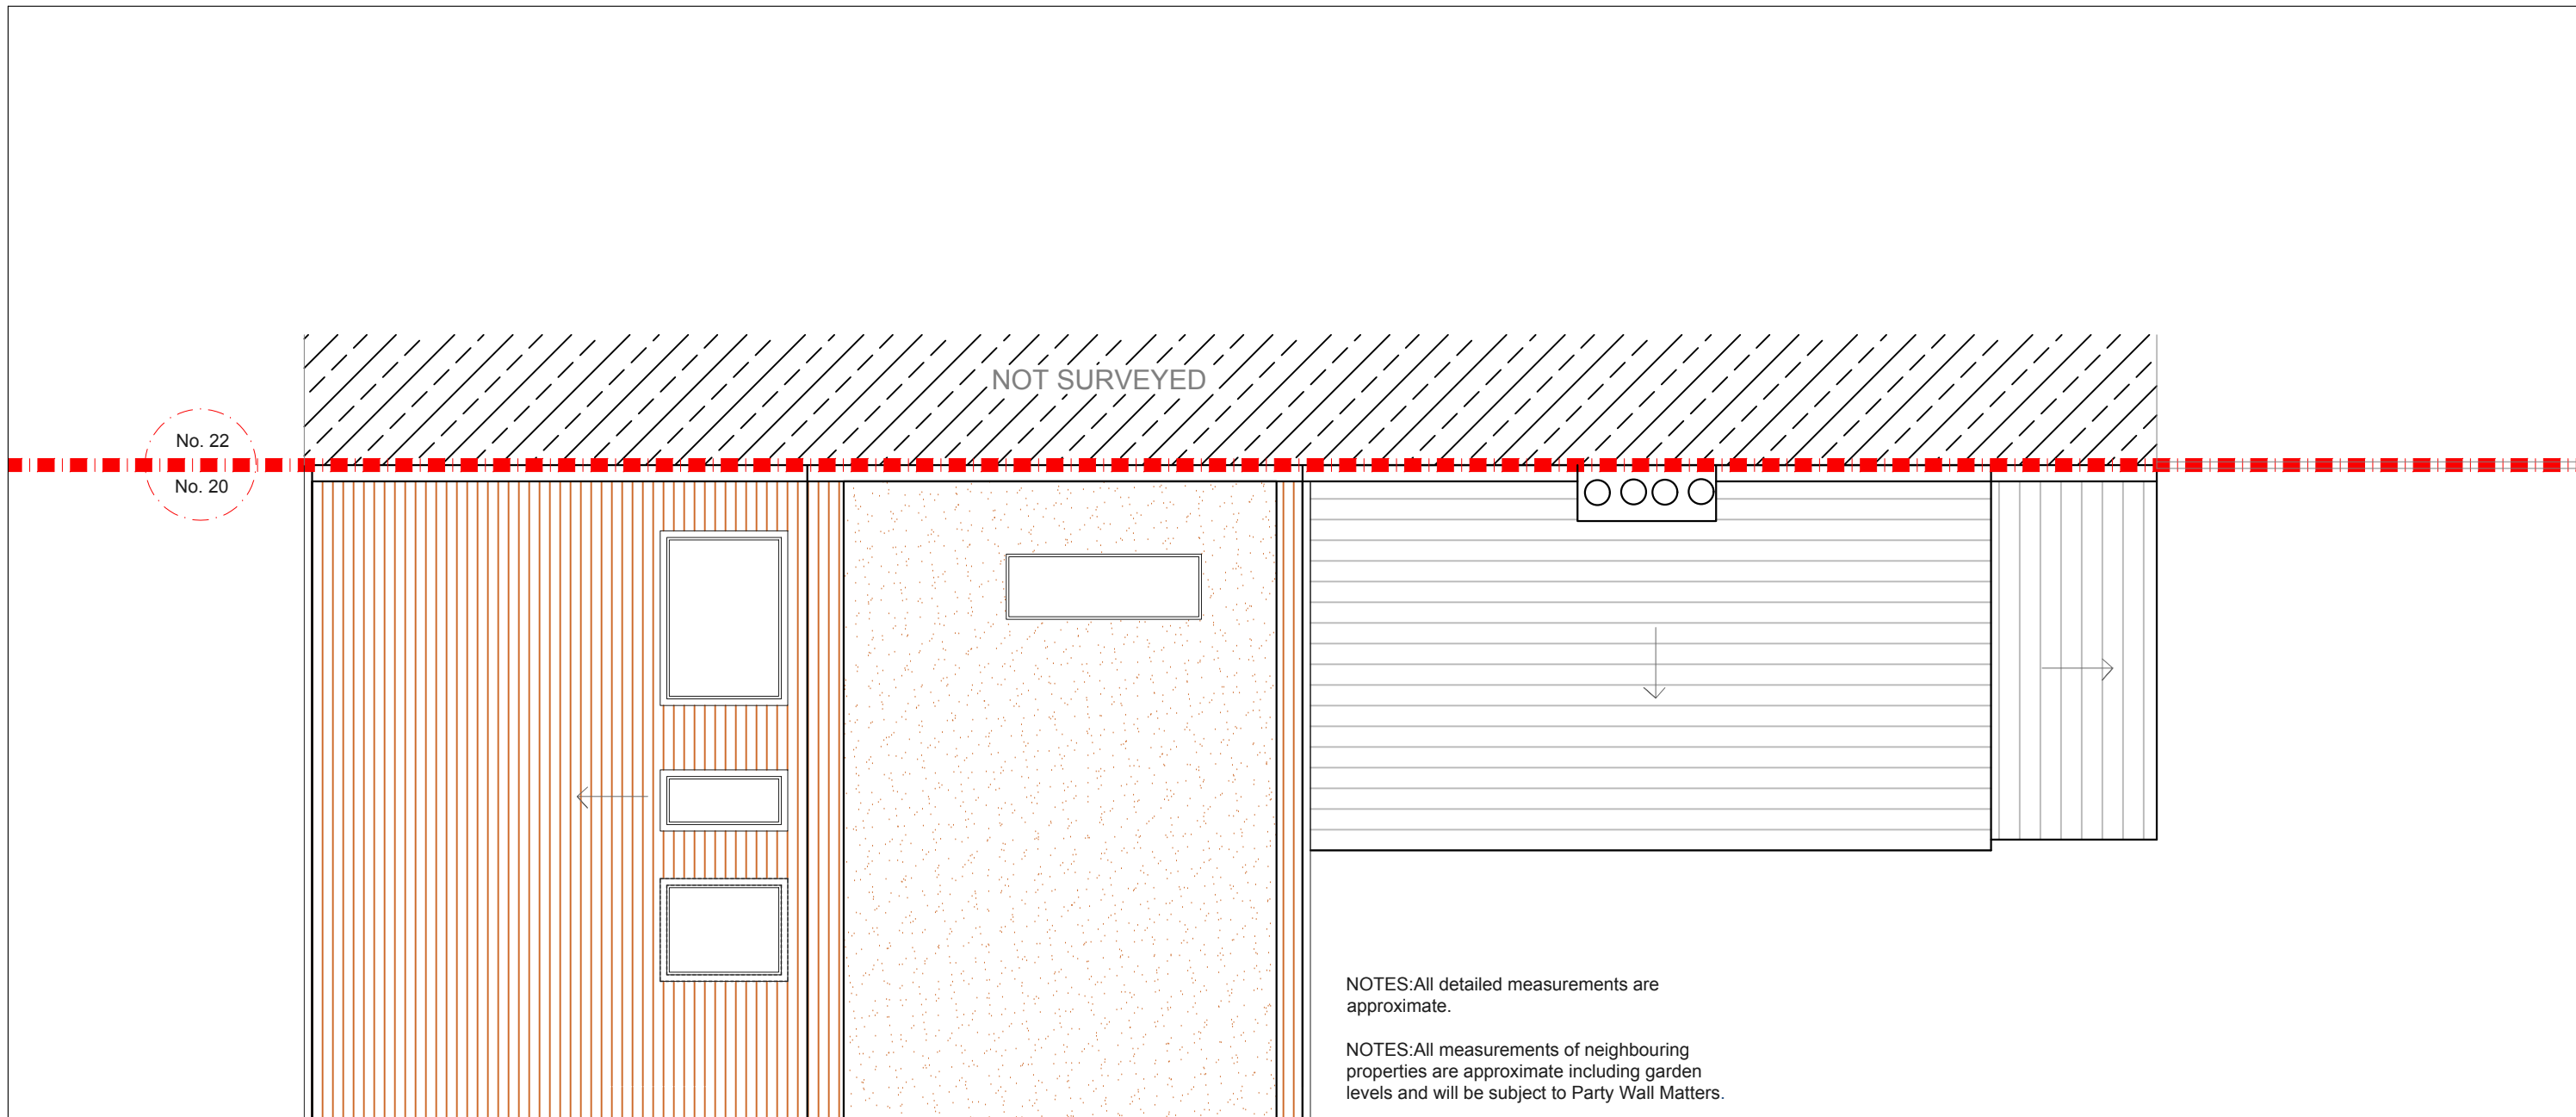 NOT SURVEYED
No. 22
No. 20
NOTES:All detailed measurements are
approximate.
NOTES:All measurements of neighbouring
properties are approximate including garden
levels and will be subject to Party Wall Matters.